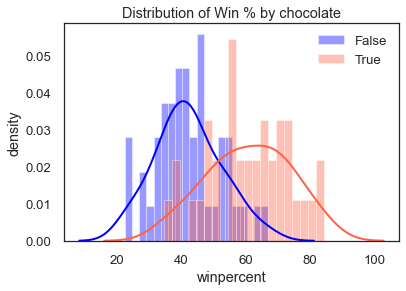 Distribution of Win % by chocolate
False
True
density
0.05
0.04
0.03
0.02
0.01
0.00
20 40 60 80 100
winpercent